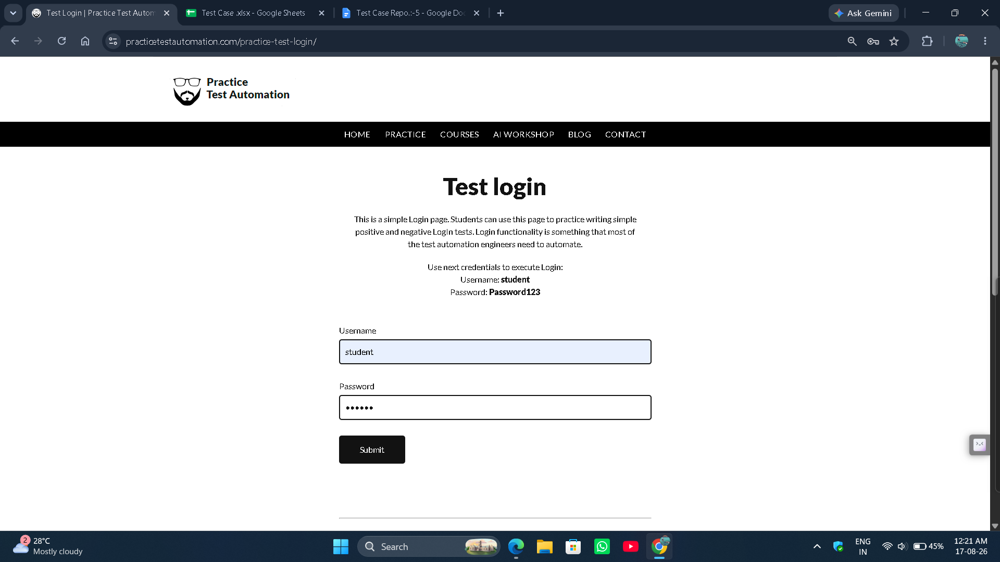 Test Login | Practice Test Autom
Test Case .xlsx - Google Sheets
Test Case Repo.:-5 - Google Doc
Ask Gemini
practicetestautomation.com/practice-test-login/
Practice
Test Automation
HOME PRACTICE COURSES AI WORKSHOP BLOG CONTACT
Test login
This is a simple Login page. Students can use this page to practice writing simple
positive and negative LogIn tests. Login functionality is something that most of
the test automation engineers need to automate.
Use next credentials to execute Login:
Username: student
Password: Password123
Username
student
Password
••••••
Submit
2
28°C
Mostly cloudy
Search
ENG
IN
45%
12:21 AM
17-08-26